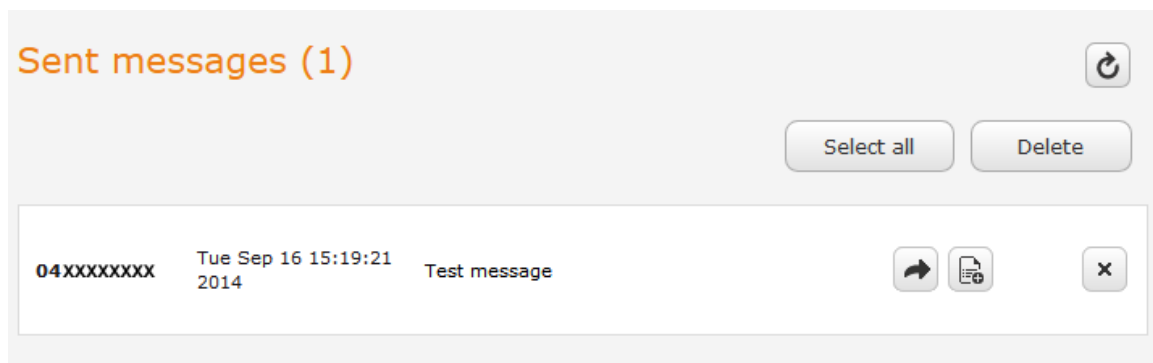 Sent messages (1)
Select all Delete
04XXXXXXXX Tue Sep 16 15:19:21 Test message
2014